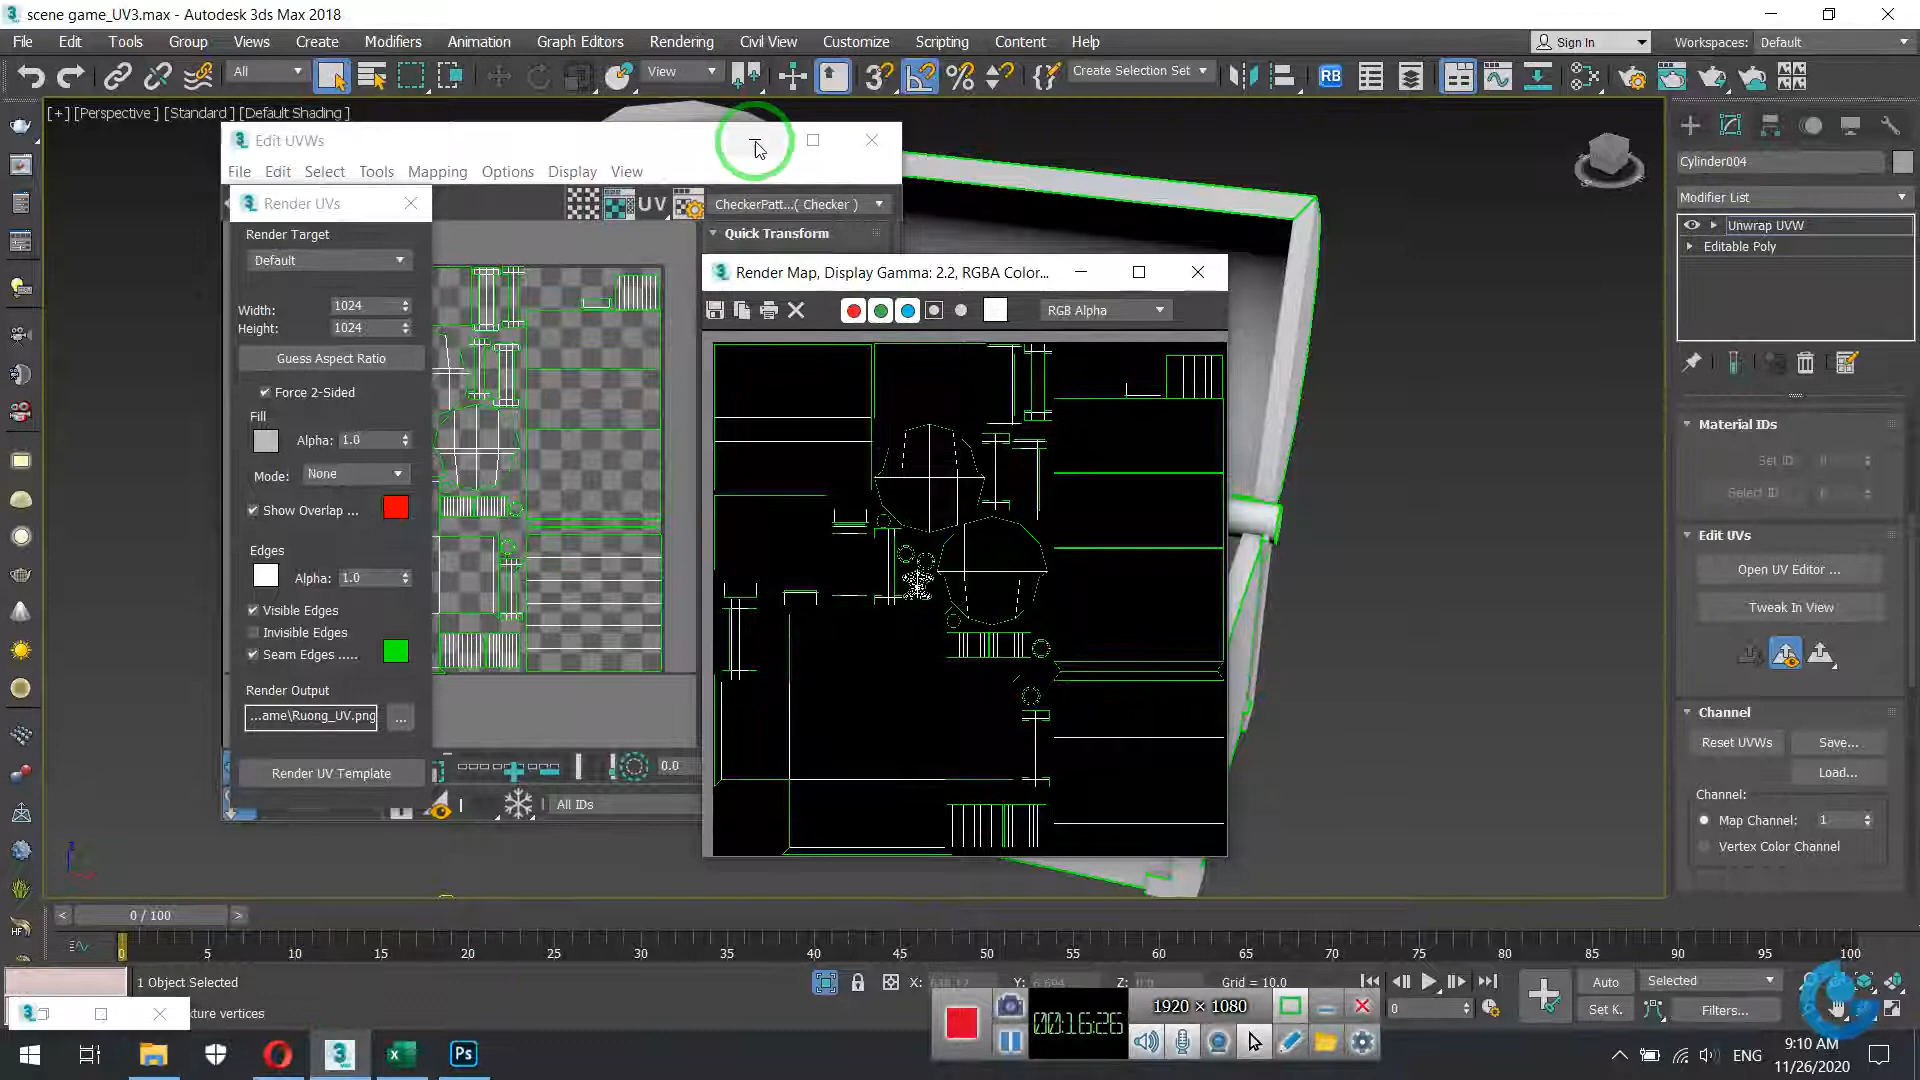 scene game_UV3.max - Autodesk 3ds Max 2018
File Edit Tools Group Views Create Modifiers Animation Graph Editors Rendering Civil View Customize Scripting Content Help
Sign In Workspaces: Default
All View Create Selection Set RB
[+] [Perspective ] [Standard ] [Default Shading ]
Edit UVWs
File Edit Select Tools Mapping Options Display View
UV CheckerPatt...( Checker )
Quick Transform
Render UVs
Render Target
Default
Width: 1024
Height: 1024
Guess Aspect Ratio
Force 2-Sided
Fill
Alpha: 1.0
Mode: None
Show Overlap ...
Edges
Alpha: 1.0
Visible Edges
Invisible Edges
Seam Edges .....
Render Output
...ame\Ruong_UV.png ...
Render UV Template
0.0
All IDs
Render Map, Display Gamma: 2.2, RGBA Color...
RGB Alpha
Cylinder004
Modifier List
Unwrap UVW
Editable Poly
Material IDs
Set ID:
Select ID:
Edit UVs
Open UV Editor ...
Tweak In View
Channel
Reset UVWs Save...
Load...
Channel:
Map Channel: 1
Vertex Color Channel
< 0 / 100 >
0 5 10 15 20 25 30 35 40 45 50 55 60 65 70 75 80 85 90 95 100
1 Object Selected
X: Y: Z: Grid = 10.0
Auto Selected
xture vertices
0 Set K. Filters...
1920 × 1080
00:16:26
HF
Ps
ENG
9:10 AM
11/26/2020